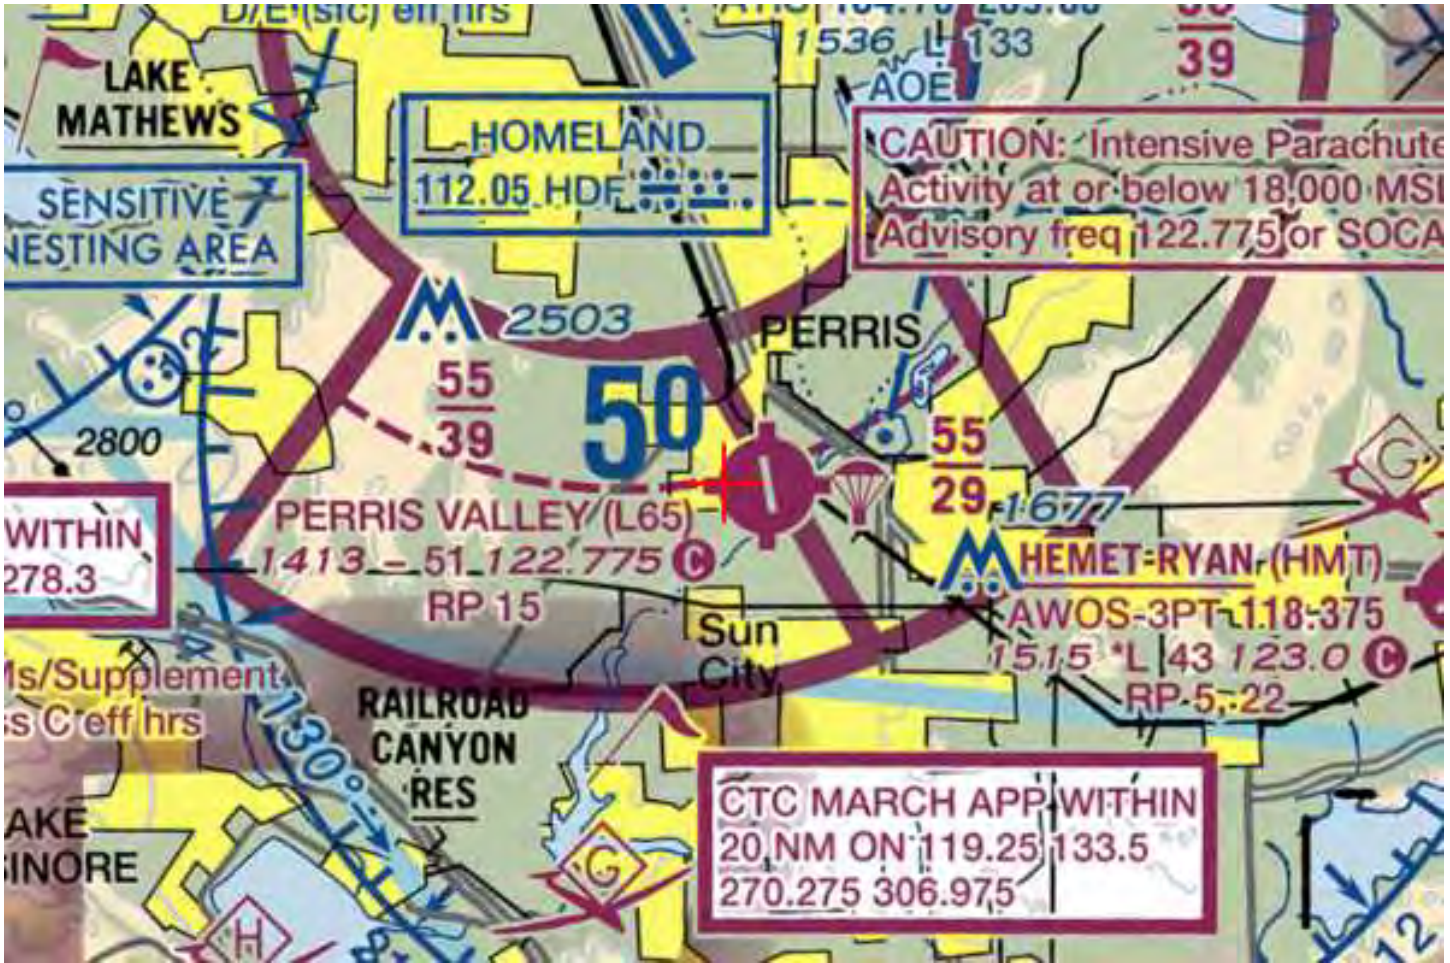 D/E (sfc) eff hrs
1536 L 133
AOE
39
LAKE
MATHEWS
HOMELAND
112.05 HDF
CAUTION: Intensive Parachute
Activity at or below 18,000 MSL
Advisory freq 122.775 or SOCA
SENSITIVE
NESTING AREA
2503
PERRIS
55
39
50
2800
55
29
G
1677
WITHIN
278.3
PERRIS VALLEY (L65)
1413 - 51 122.775 C
RP 15
HEMET-RYAN (HMT)
AWOS-3PT 118.375
1515 *L 43 123.0 C
RP 5, 22
Sun
City
Ms/Supplement
ss C eff hrs
RAILROAD
CANYON
RES
130°
CTC MARCH APP WITHIN
20 NM ON 119.25 133.5
270.275 306.975
AKE
SINORE
G
H
12